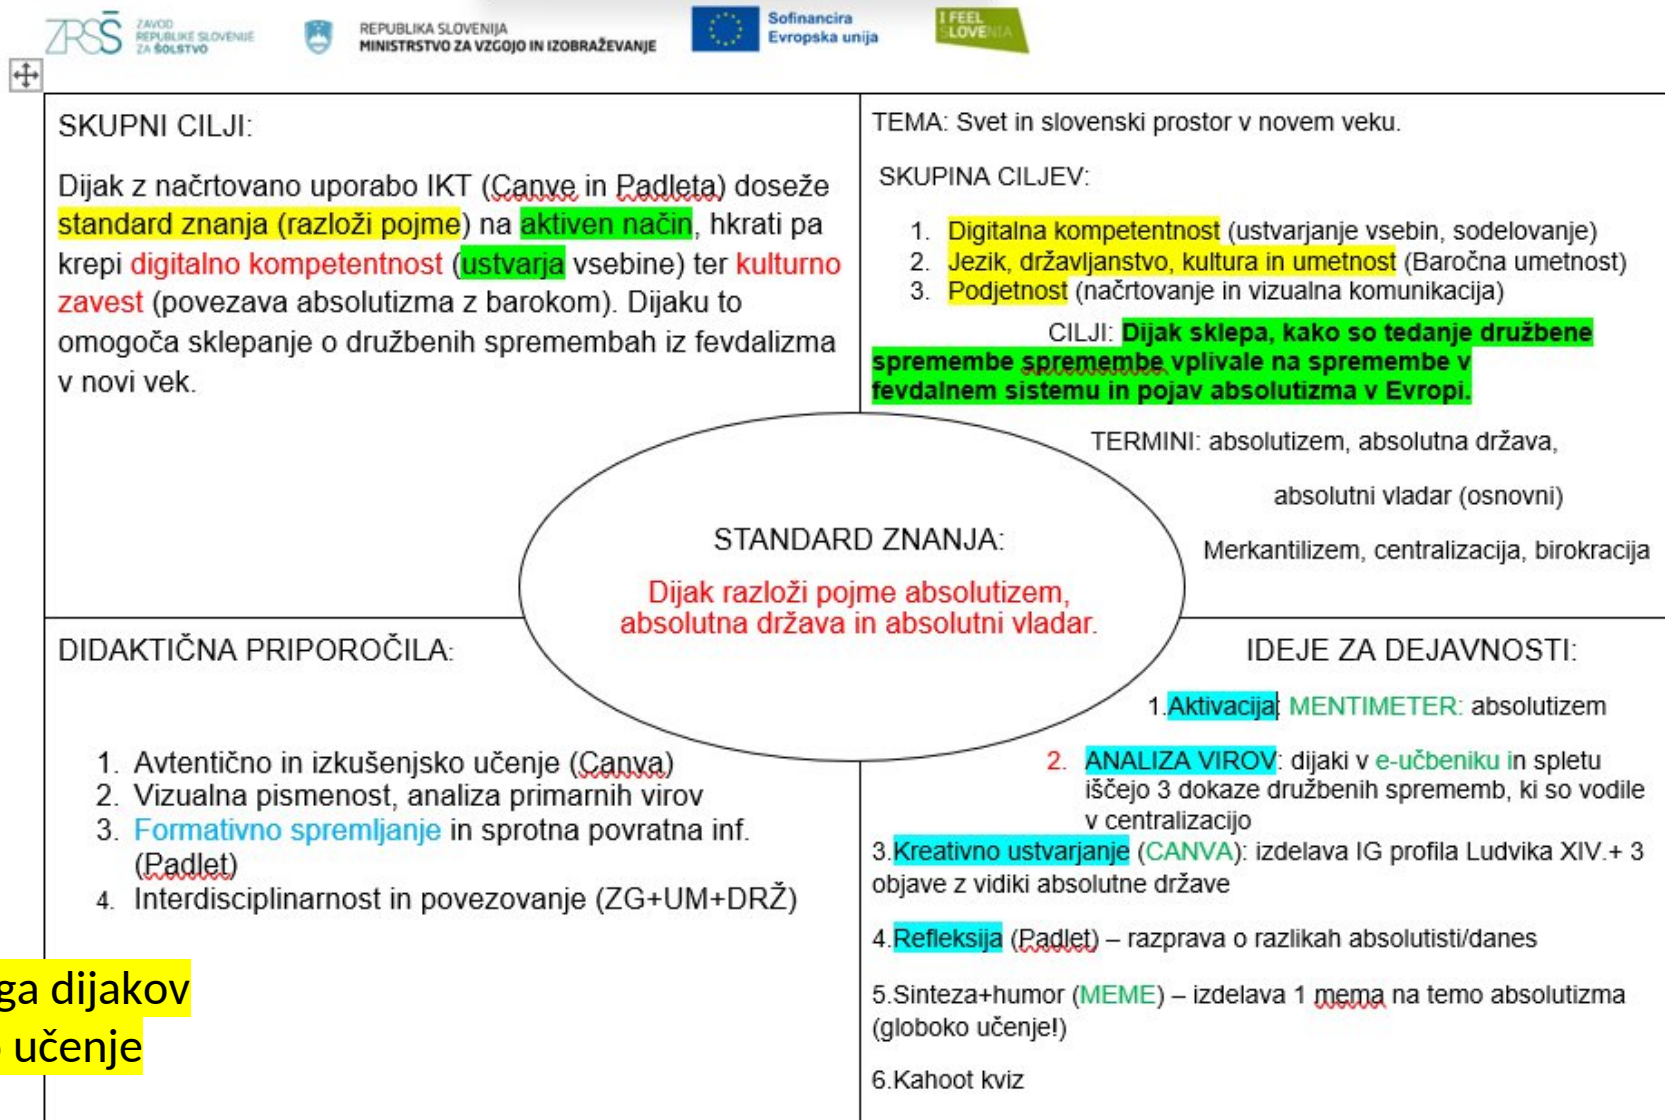 ZAVOD
REPUBLIKE SLOVENIJE
ZA ŠOLSTVO
ZRSŠ
REPUBLIKA SLOVENIJA
MINISTRSTVO ZA VZGOJO IN IZOBRAŽEVANJE
Sofinancira
Evropska unija
I FEEL
SLOVENIA
SKUPNI CILJI:
Dijak z načrtovano uporabo IKT (Canve in Padleta) doseže
standard znanja (razloži pojme) na aktiven način, hkrati pa
krepi digitalno kompetentnost (ustvarja vsebine) ter kulturno
zavest (povezava absolutizma z barokom). Dijaku to
omogoča sklepanje o družbenih spremembah iz fevdalizma
v novi vek.
TEMA: Svet in slovenski prostor v novem veku.
SKUPINA CILJEV:
1. Digitalna kompetentnost (ustvarjanje vsebin, sodelovanje)
2. Jezik, državljanstvo, kultura in umetnost (Baročna umetnost)
3. Podjetnost (načrtovanje in vizualna komunikacija)
CILJI: Dijak sklepa, kako so tedanje družbene
spremembe spremembe vplivale na spremembe v
fevdalnem sistemu in pojav absolutizma v Evropi.
TERMINI: absolutizem, absolutna država,
absolutni vladar (osnovni)
Merkantilizem, centralizacija, birokracija
STANDARD ZNANJA:
Dijak razloži pojme absolutizem,
absolutna država in absolutni vladar.
DIDAKTIČNA PRIPOROČILA:
1. Avtentično in izkušenjsko učenje (Canva)
2. Vizualna pismenost, analiza primarnih virov
3. Formativno spremljanje in sprotna povratna inf.
(Padlet)
4. Interdisciplinarnost in povezovanje (ZG+UM+DRŽ)
ga dijakov
učenje
IDEJE ZA DEJAVNOSTI:
1.Aktivacija: MENTIMETER: absolutizem
2. ANALIZA VIROV: dijaki v e-učbeniku in spletu
iščejo 3 dokaze družbenih sprememb, ki so vodile
v centralizacijo
3.Kreativno ustvarjanje (CANVA): izdelava IG profila Ludvika XIV.+ 3
objave z vidiki absolutne države
4.Refleksija (Padlet) – razprava o razlikah absolutisti/danes
5.Sinteza+humor (MEME) – izdelava 1 mema na temo absolutizma
(globoko učenje!)
6.Kahoot kviz